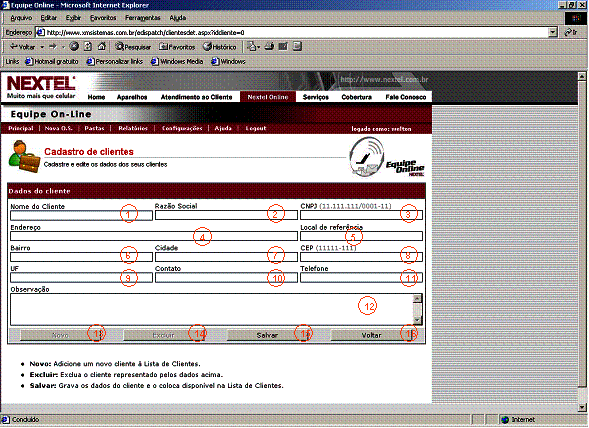 Equipe Online - Microsoft Internet Explorer
Arquivo Editar Exibir Favoritos Ferramentas Ajuda
Endereço http://www.xmsistemas.com.br/edispatch/clientesdet.aspx?idcliente=0 Ir
Voltar Pesquisar Favoritos Histórico
Links Hotmail gratuito Personalizar links Windows Media Windows
NEXTEL http://www.nextel.com.br
Muito mais que celular Home Aparelhos Atendimento ao Cliente Nextel Online Serviços Cobertura Fale Conosco
Equipe On-Line
Principal | Nova O.S. | Pastas | Relatórios | Configurações | Ajuda | Logout logado como: welton
Cadastro de clientes
Cadastre e edite os dados dos seus clientes
Equipe Online
NEXTEL
Dados do cliente
Nome do Cliente Razão Social CNPJ (11.111.111/0001-11)
1 2 3
Endereço Local de referência
4 5
Bairro Cidade CEP (11111-111)
6 7 8
UF Contato Telefone
9 10 11
Observação
12
Novo 13 Excluir 14 Salvar Voltar
• Novo: Adicione um novo cliente à Lista de Clientes.
• Excluir: Exclua o cliente representado pelos dados acima.
• Salvar: Grava os dados do cliente e o coloca disponível na Lista de Clientes.
Concluído Internet